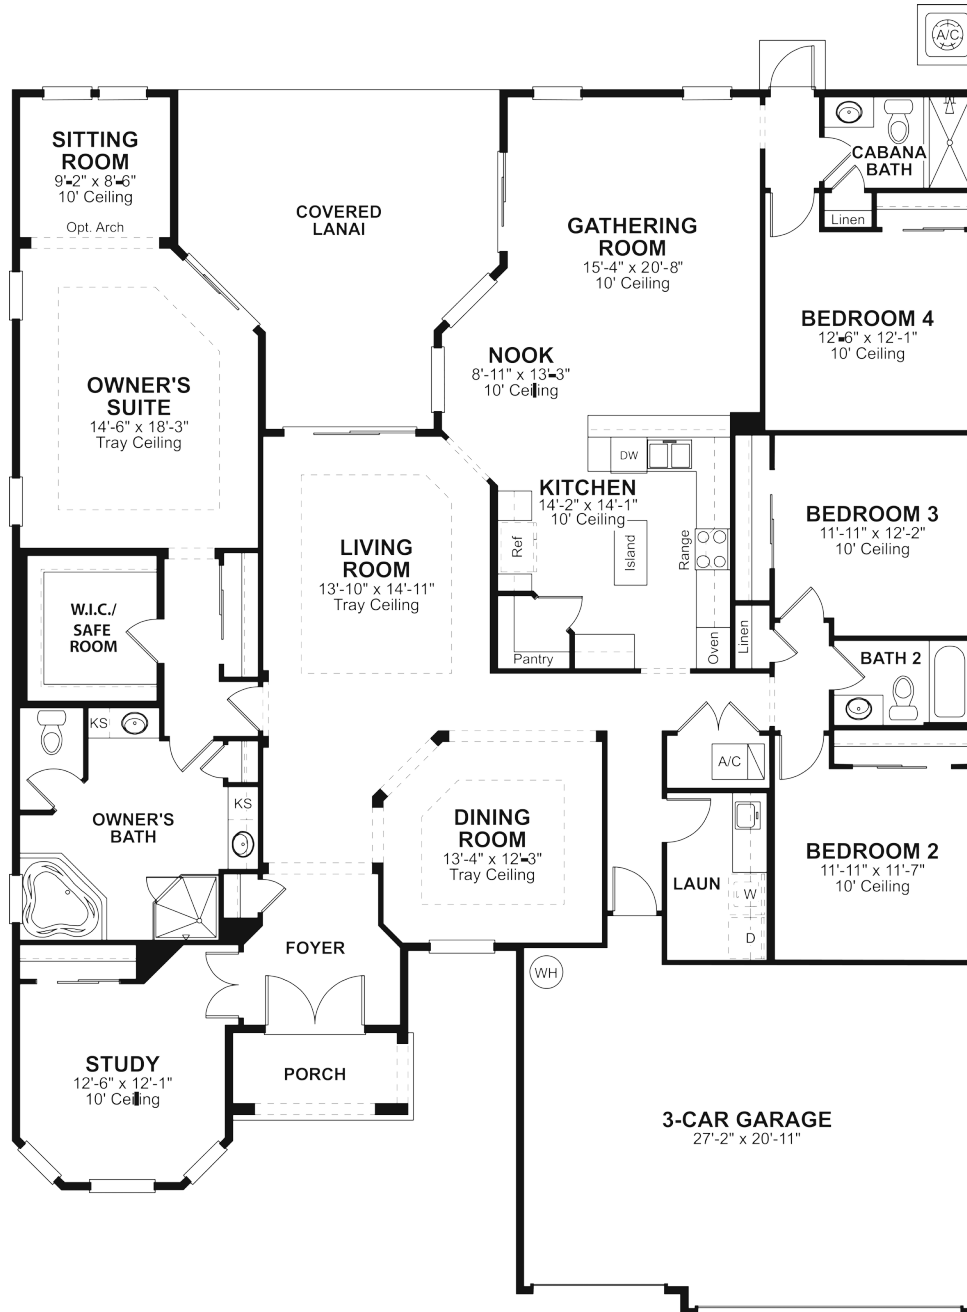 A/C
SITTING
ROOM
9'-2" x 8'-6"
10' Ceiling
Opt. Arch
COVERED
LANAI
GATHERING
ROOM
15'-4" x 20'-8"
10' Ceiling
CABANA
BATH
Linen
BEDROOM 4
12'-6" x 12'-1"
10' Ceiling
NOOK
8'-11" x 13'-3"
10' Ceiling
OWNER'S
SUITE
14'-6" x 18'-3"
Tray Ceiling
DW
KITCHEN
14'-2" x 14'-1"
10' Ceiling
Ref
Island
Range
Oven
Pantry
Linen
BEDROOM 3
11'-11" x 12'-2"
10' Ceiling
LIVING
ROOM
13'-10" x 14'-11"
Tray Ceiling
W.I.C./
SAFE
ROOM
BATH 2
KS
A/C
OWNER'S
BATH
KS
DINING
ROOM
13'-4" x 12'-3"
Tray Ceiling
BEDROOM 2
11'-11" x 11'-7"
10' Ceiling
LAUN
W
D
FOYER
WH
STUDY
12'-6" x 12'-1"
10' Ceiling
PORCH
3-CAR GARAGE
27'-2" x 20'-11"